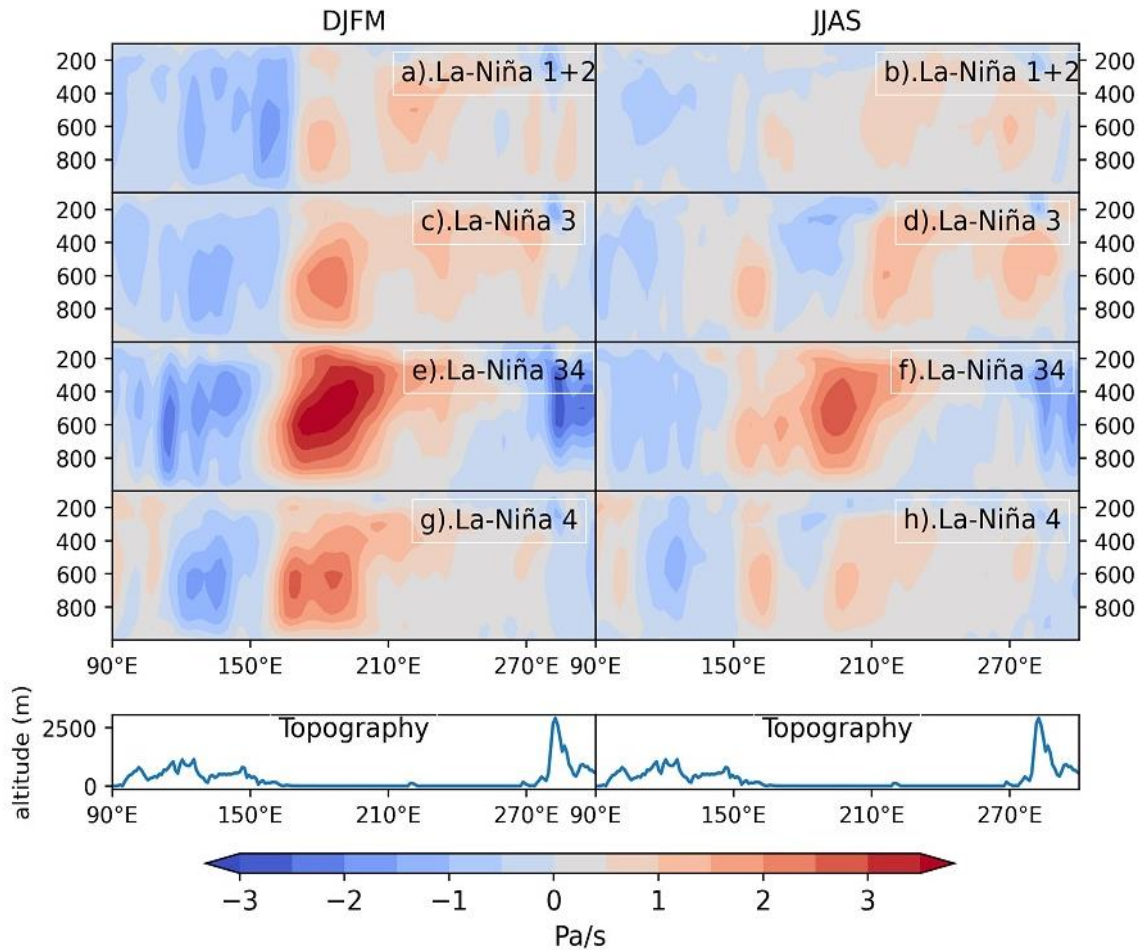 DJFM JJAS
200 a).La-Niña 1+2 b).La-Niña 1+2 200
400 400
600 600
800 800
200 c).La-Niña 3 d).La-Niña 3 200
400 400
600 600
800 800
200 e).La-Niña 34 f).La-Niña 34 200
400 400
600 600
800 800
200 g).La-Niña 4 h).La-Niña 4 200
400 400
600 600
800 800
90°E 150°E 210°E 270°E 90°E 150°E 210°E 270°E
altitude (m)
2500 Topography Topography
0
90°E 150°E 210°E 270°E 90°E 150°E 210°E 270°E
−3 −2 −1 0 1 2 3
Pa/s